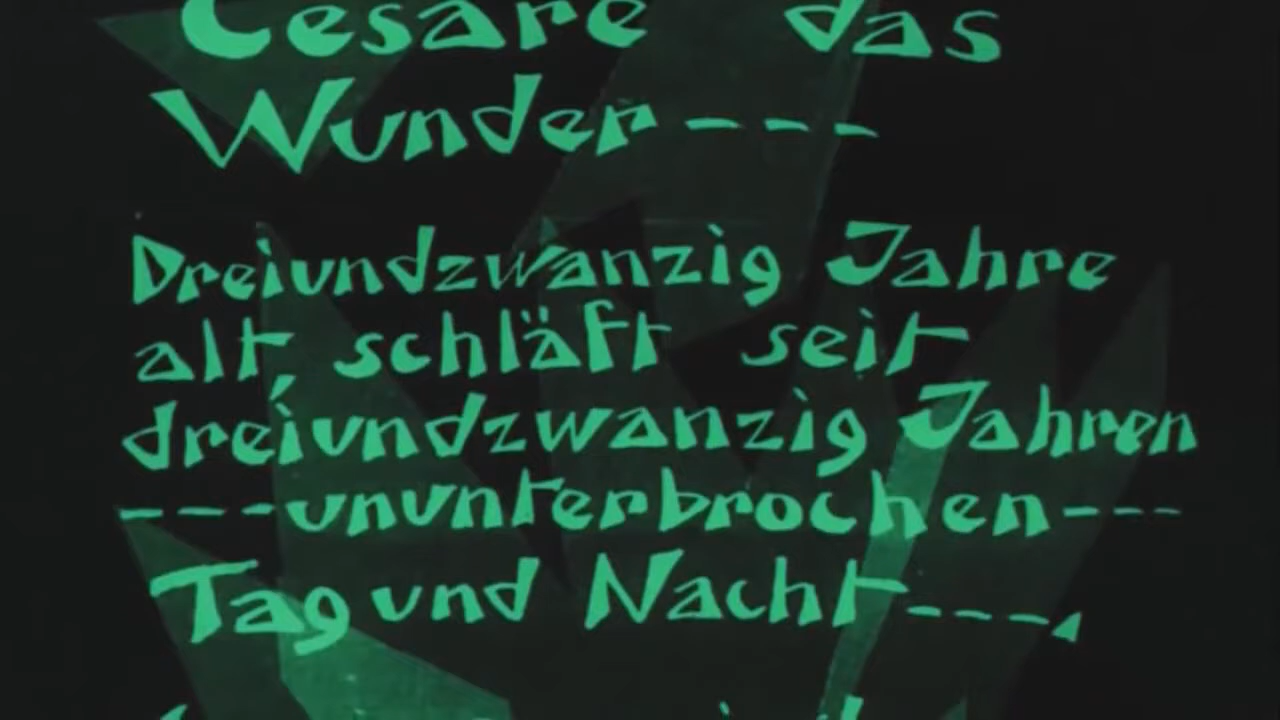 Cesare das
Wunder---
Dreiundzwanzig Jahre
alt, schläft seit
dreiundzwanzig Jahren
---ununterbrochen---
Tag und Nacht----